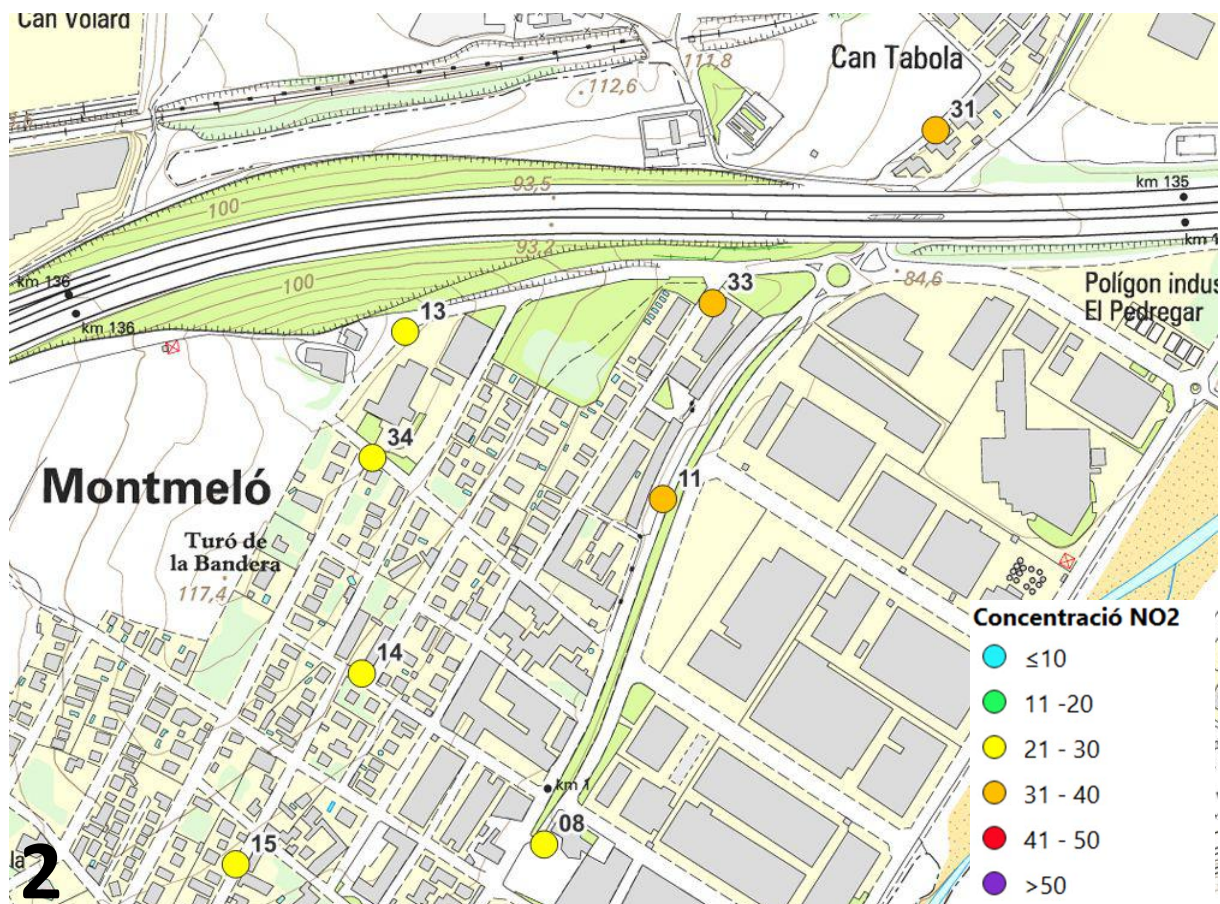 Can Volard
111,8
Can Tabola
112,6
31
93,5
km 135
100
93,2
km 136
100
33
84,6
Polígon indus
El Pedregar
km 136
13
34
11
Montmeló
Turó de
la Bandera
117,4
14
Concentració NO2
≤10
11 -20
21 - 30
31 - 40
41 - 50
>50
km 1
08
15
la
2